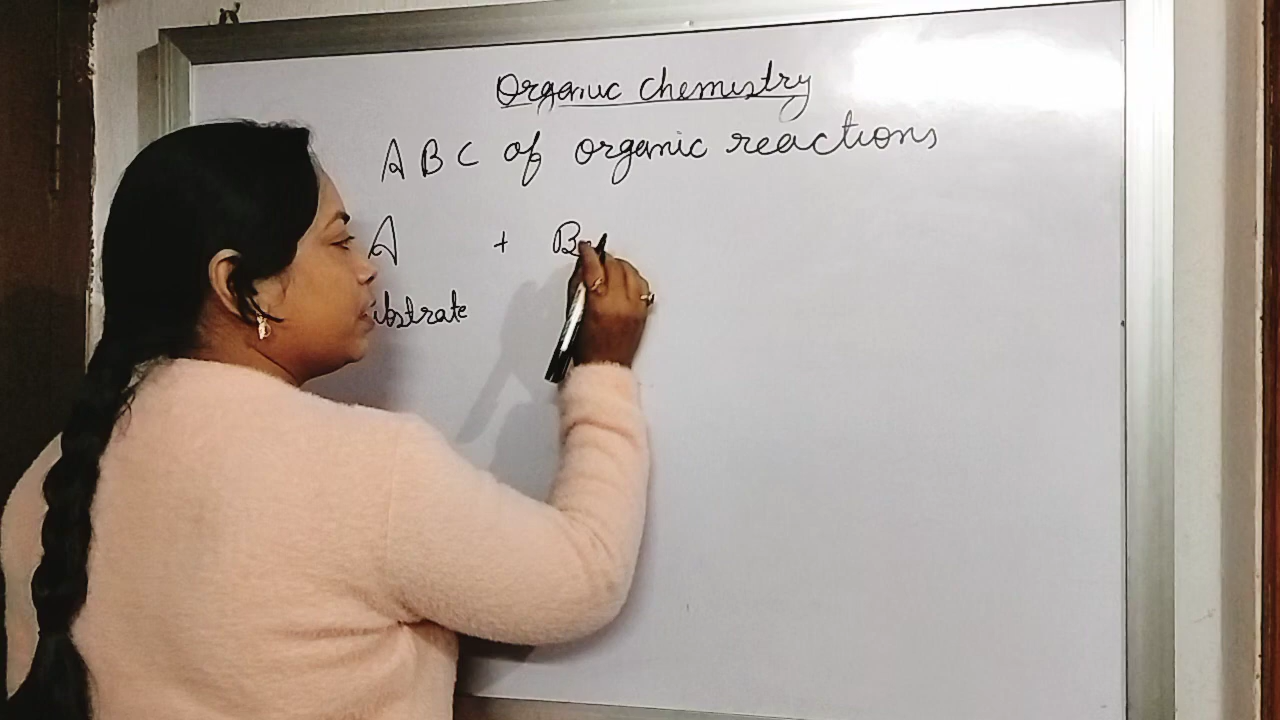 Organic chemistry
A B C of organic reactions
A + B
ubstrate